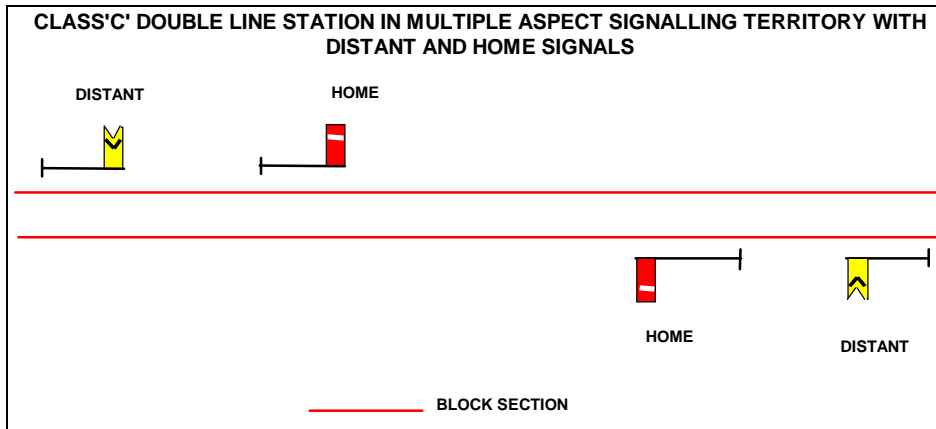 CLASS'C' DOUBLE LINE STATION IN MULTIPLE ASPECT SIGNALLING TERRITORY WITH
DISTANT AND HOME SIGNALS
DISTANT
HOME
HOME
DISTANT
BLOCK SECTION